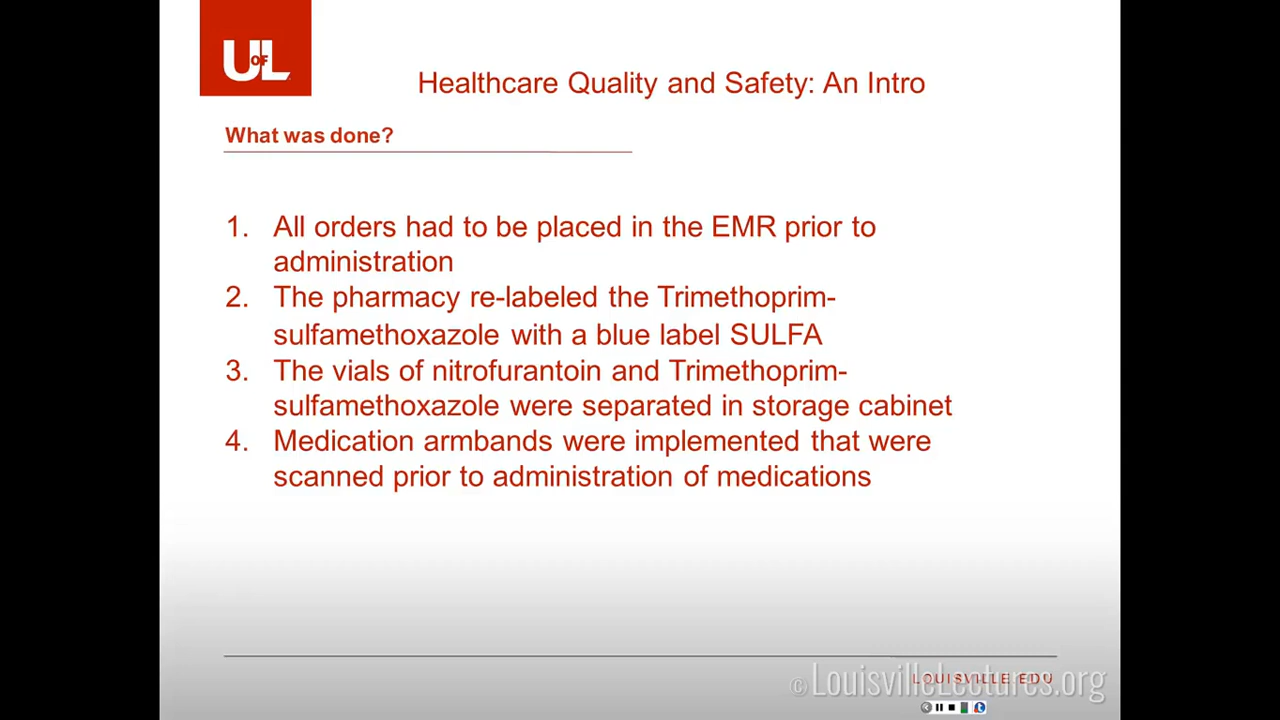 UofL
Healthcare Quality and Safety: An Intro
What was done?
1. All orders had to be placed in the EMR prior to
administration
2. The pharmacy re-labeled the Trimethoprim-
sulfamethoxazole with a blue label SULFA
3. The vials of nitrofurantoin and Trimethoprim-
sulfamethoxazole were separated in storage cabinet
4. Medication armbands were implemented that were
scanned prior to administration of medications
LOUISVILLE.EDU
© LouisvilleLectures.org